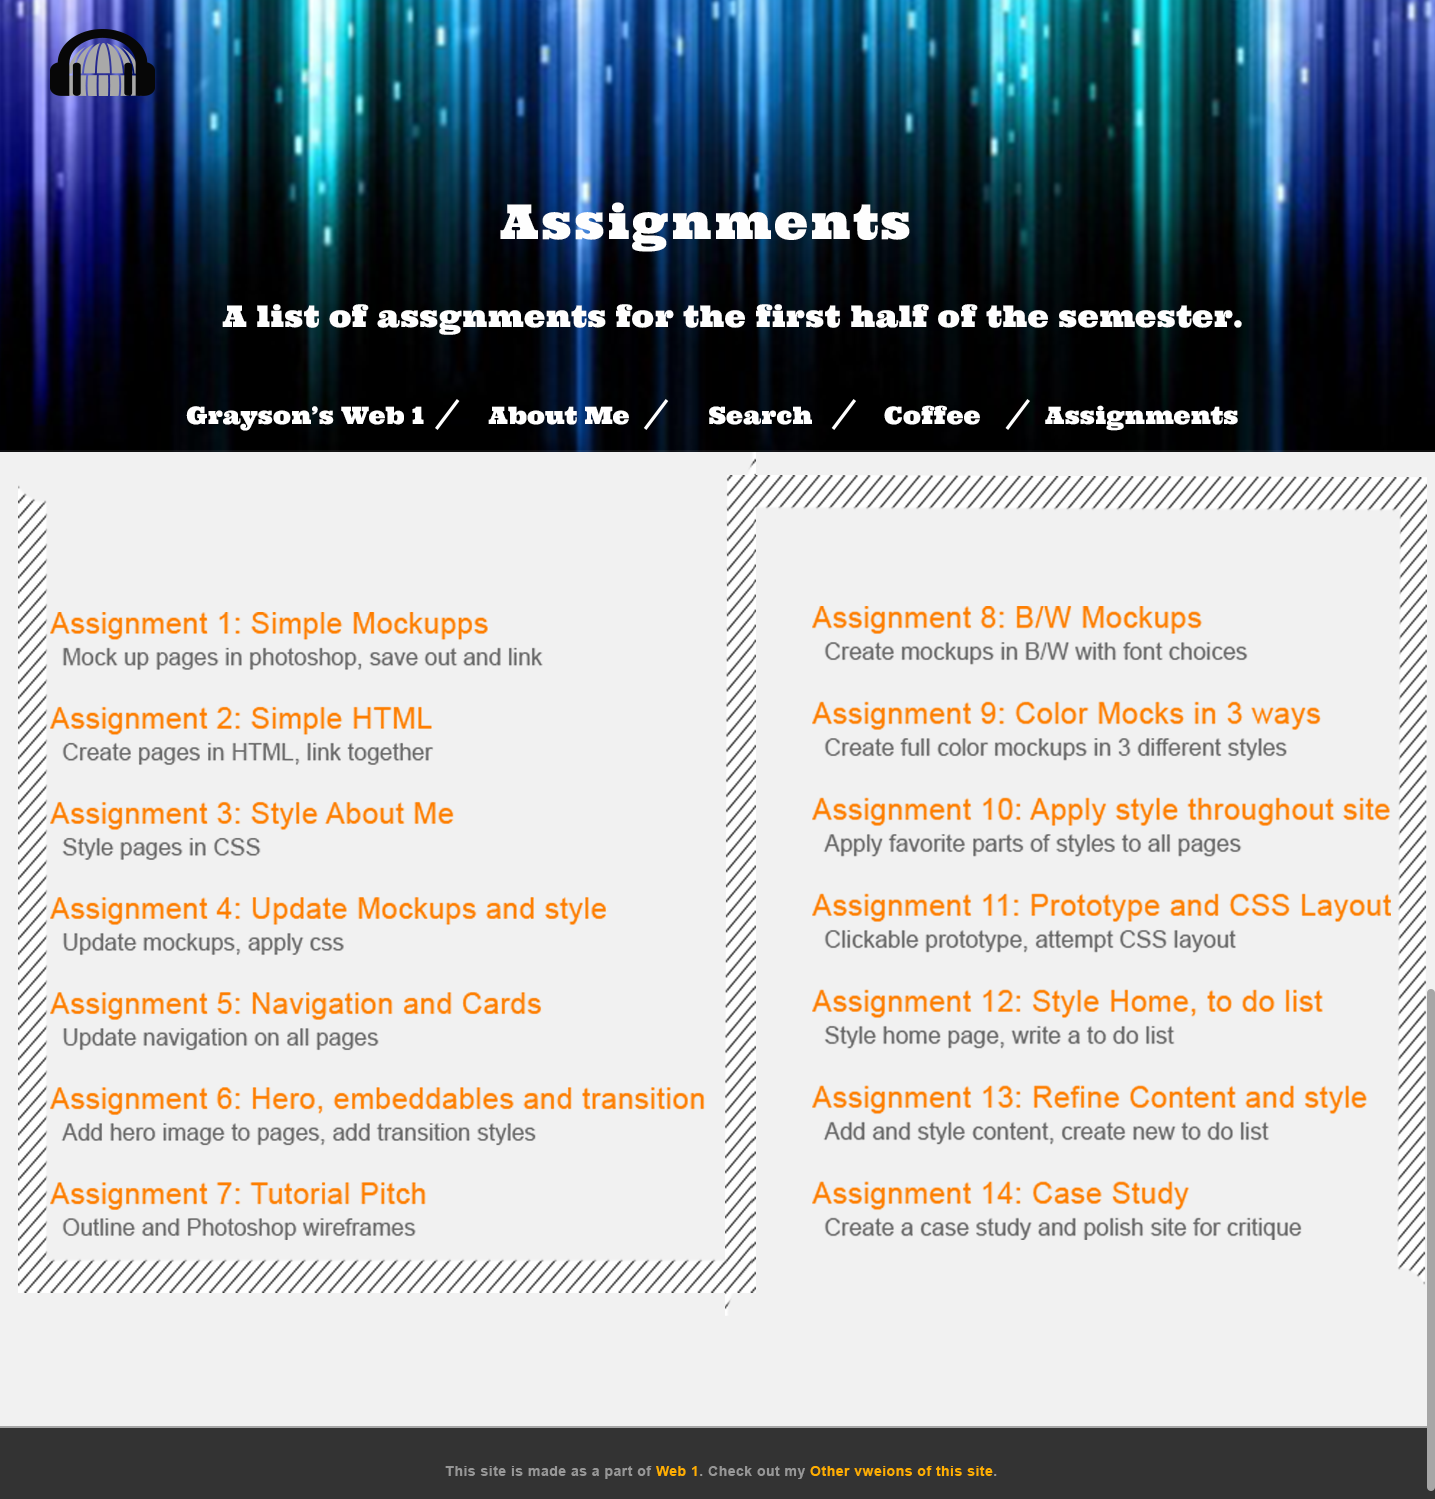 Assignments
A list of assgnments for the first half of the semester.
Grayson's Web 1 / About Me / Search / Coffee / Assignments
Assignment 1: Simple Mockupps
Mock up pages in photoshop, save out and link
Assignment 2: Simple HTML
Create pages in HTML, link together
Assignment 3: Style About Me
Style pages in CSS
Assignment 4: Update Mockups and style
Update mockups, apply css
Assignment 5: Navigation and Cards
Update navigation on all pages
Assignment 6: Hero, embeddables and transition
Add hero image to pages, add transition styles
Assignment 7: Tutorial Pitch
Outline and Photoshop wireframes
Assignment 8: B/W Mockups
Create mockups in B/W with font choices
Assignment 9: Color Mocks in 3 ways
Create full color mockups in 3 different styles
Assignment 10: Apply style throughout site
Apply favorite parts of styles to all pages
Assignment 11: Prototype and CSS Layout
Clickable prototype, attempt CSS layout
Assignment 12: Style Home, to do list
Style home page, write a to do list
Assignment 13: Refine Content and style
Add and style content, create new to do list
Assignment 14: Case Study
Create a case study and polish site for critique
This site is made as a part of Web 1. Check out my Other vweions of this site.